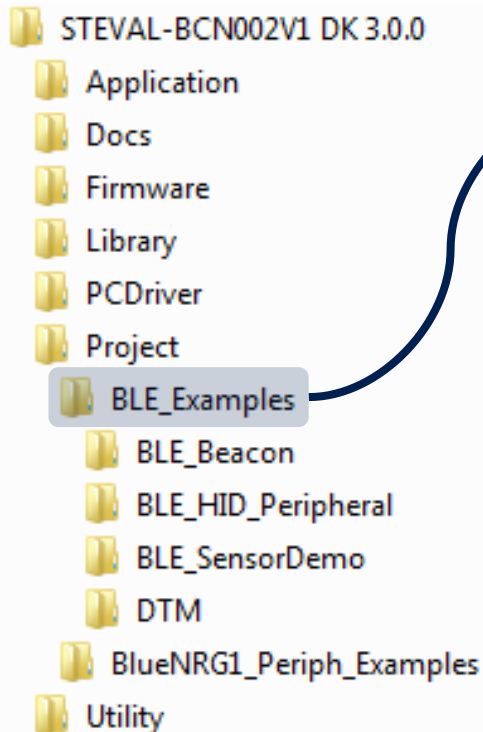 STEVAL-BCN002V1 DK 3.0.0
Application
Docs
Firmware
Library
PCDriver
Project
BLE_Examples
BLE_Beacon
BLE_HID_Peripheral
BLE_SensorDemo
DTM
BlueNRG1_Periph_Examples
Utility